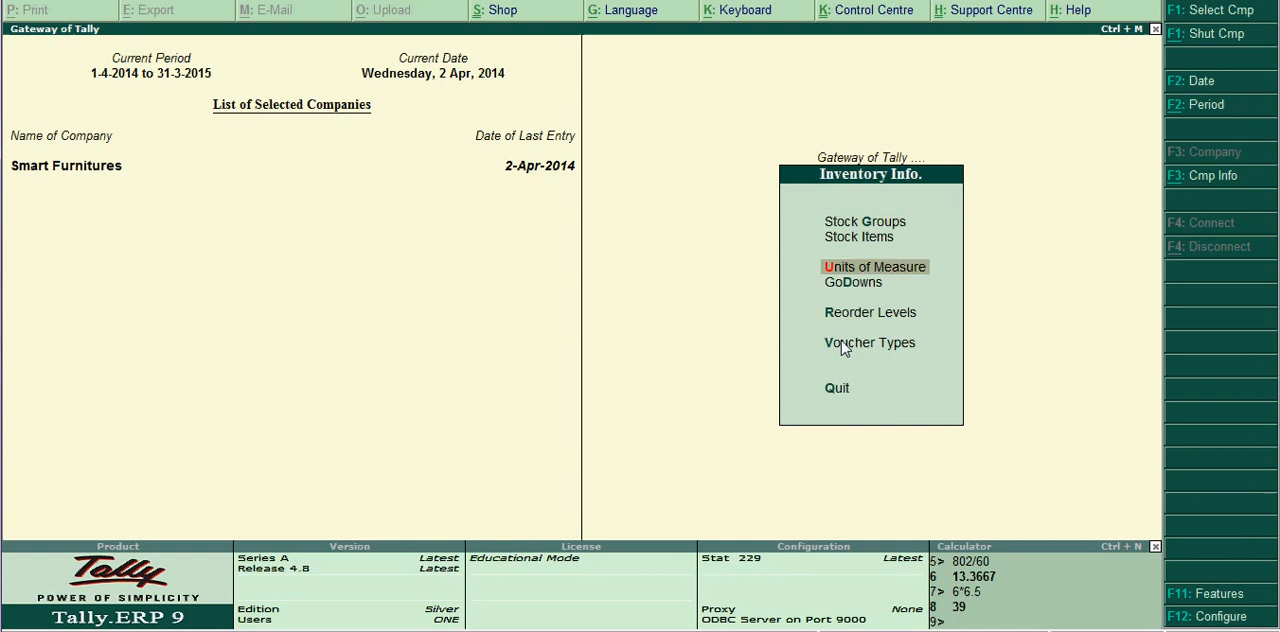 P: Print E: Export M: E-Mail O: Upload S: Shop G: Language K: Keyboard K: Control Centre H: Support Centre H: Help F1: Select Cmp
Gateway of Tally Ctrl + M F1: Shut Cmp
Current Period Current Date
1-4-2014 to 31-3-2015 Wednesday, 2 Apr, 2014 F2: Date
List of Selected Companies F2: Period
Name of Company Date of Last Entry
Smart Furnitures 2-Apr-2014
Gateway of Tally .... F3: Company
Inventory Info. F3: Cmp Info
Stock Groups F4: Connect
Stock Items F4: Disconnect
Units of Measure
GoDowns
Reorder Levels
Voucher Types
Quit
Product Version License Configuration Calculator Ctrl + N
Tally
POWER OF SIMPLICITY
Tally.ERP 9
Series A Latest
Release 4.8 Latest
Edition Silver
Users ONE
Educational Mode
Stat 229 Latest
Proxy None
ODBC Server on Port 9000
5> 802/60
6 13.3667
7> 6*6.5
8 39
9>
F11: Features
F12: Configure